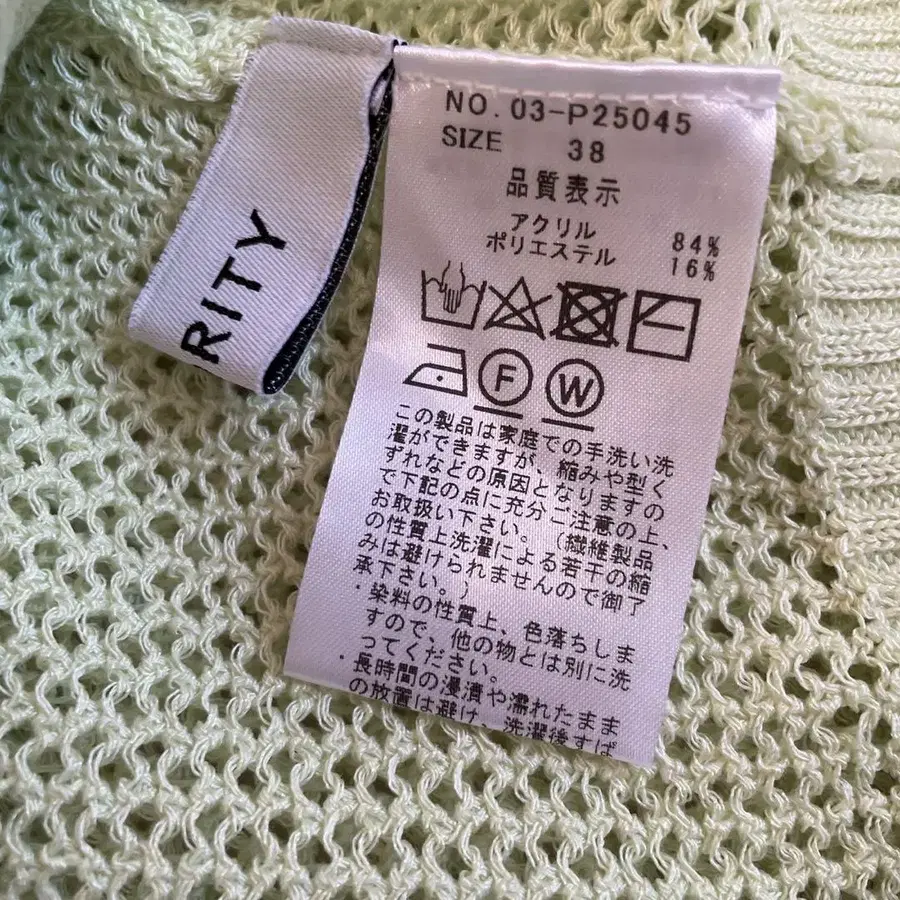 RITY
NO. 03-P25045
SIZE 38
品質表示
アクリル 84%
ポリエステル 16%
F W
この製品は家庭での手洗い洗
濯ができますが、縮みや型く
ずれなどの原因となりますの
で下記の点に充分ご注意の上、
お取扱い下さい。（繊維製品
の性質上洗濯による若干の縮
みは避けられませんので御了
承下さい。）
・染料の性質上、色落ちしま
すので、他の物とは別に洗
ってください。
・長時間の浸漬や濡れたまま
の放置は避け、洗濯後すば